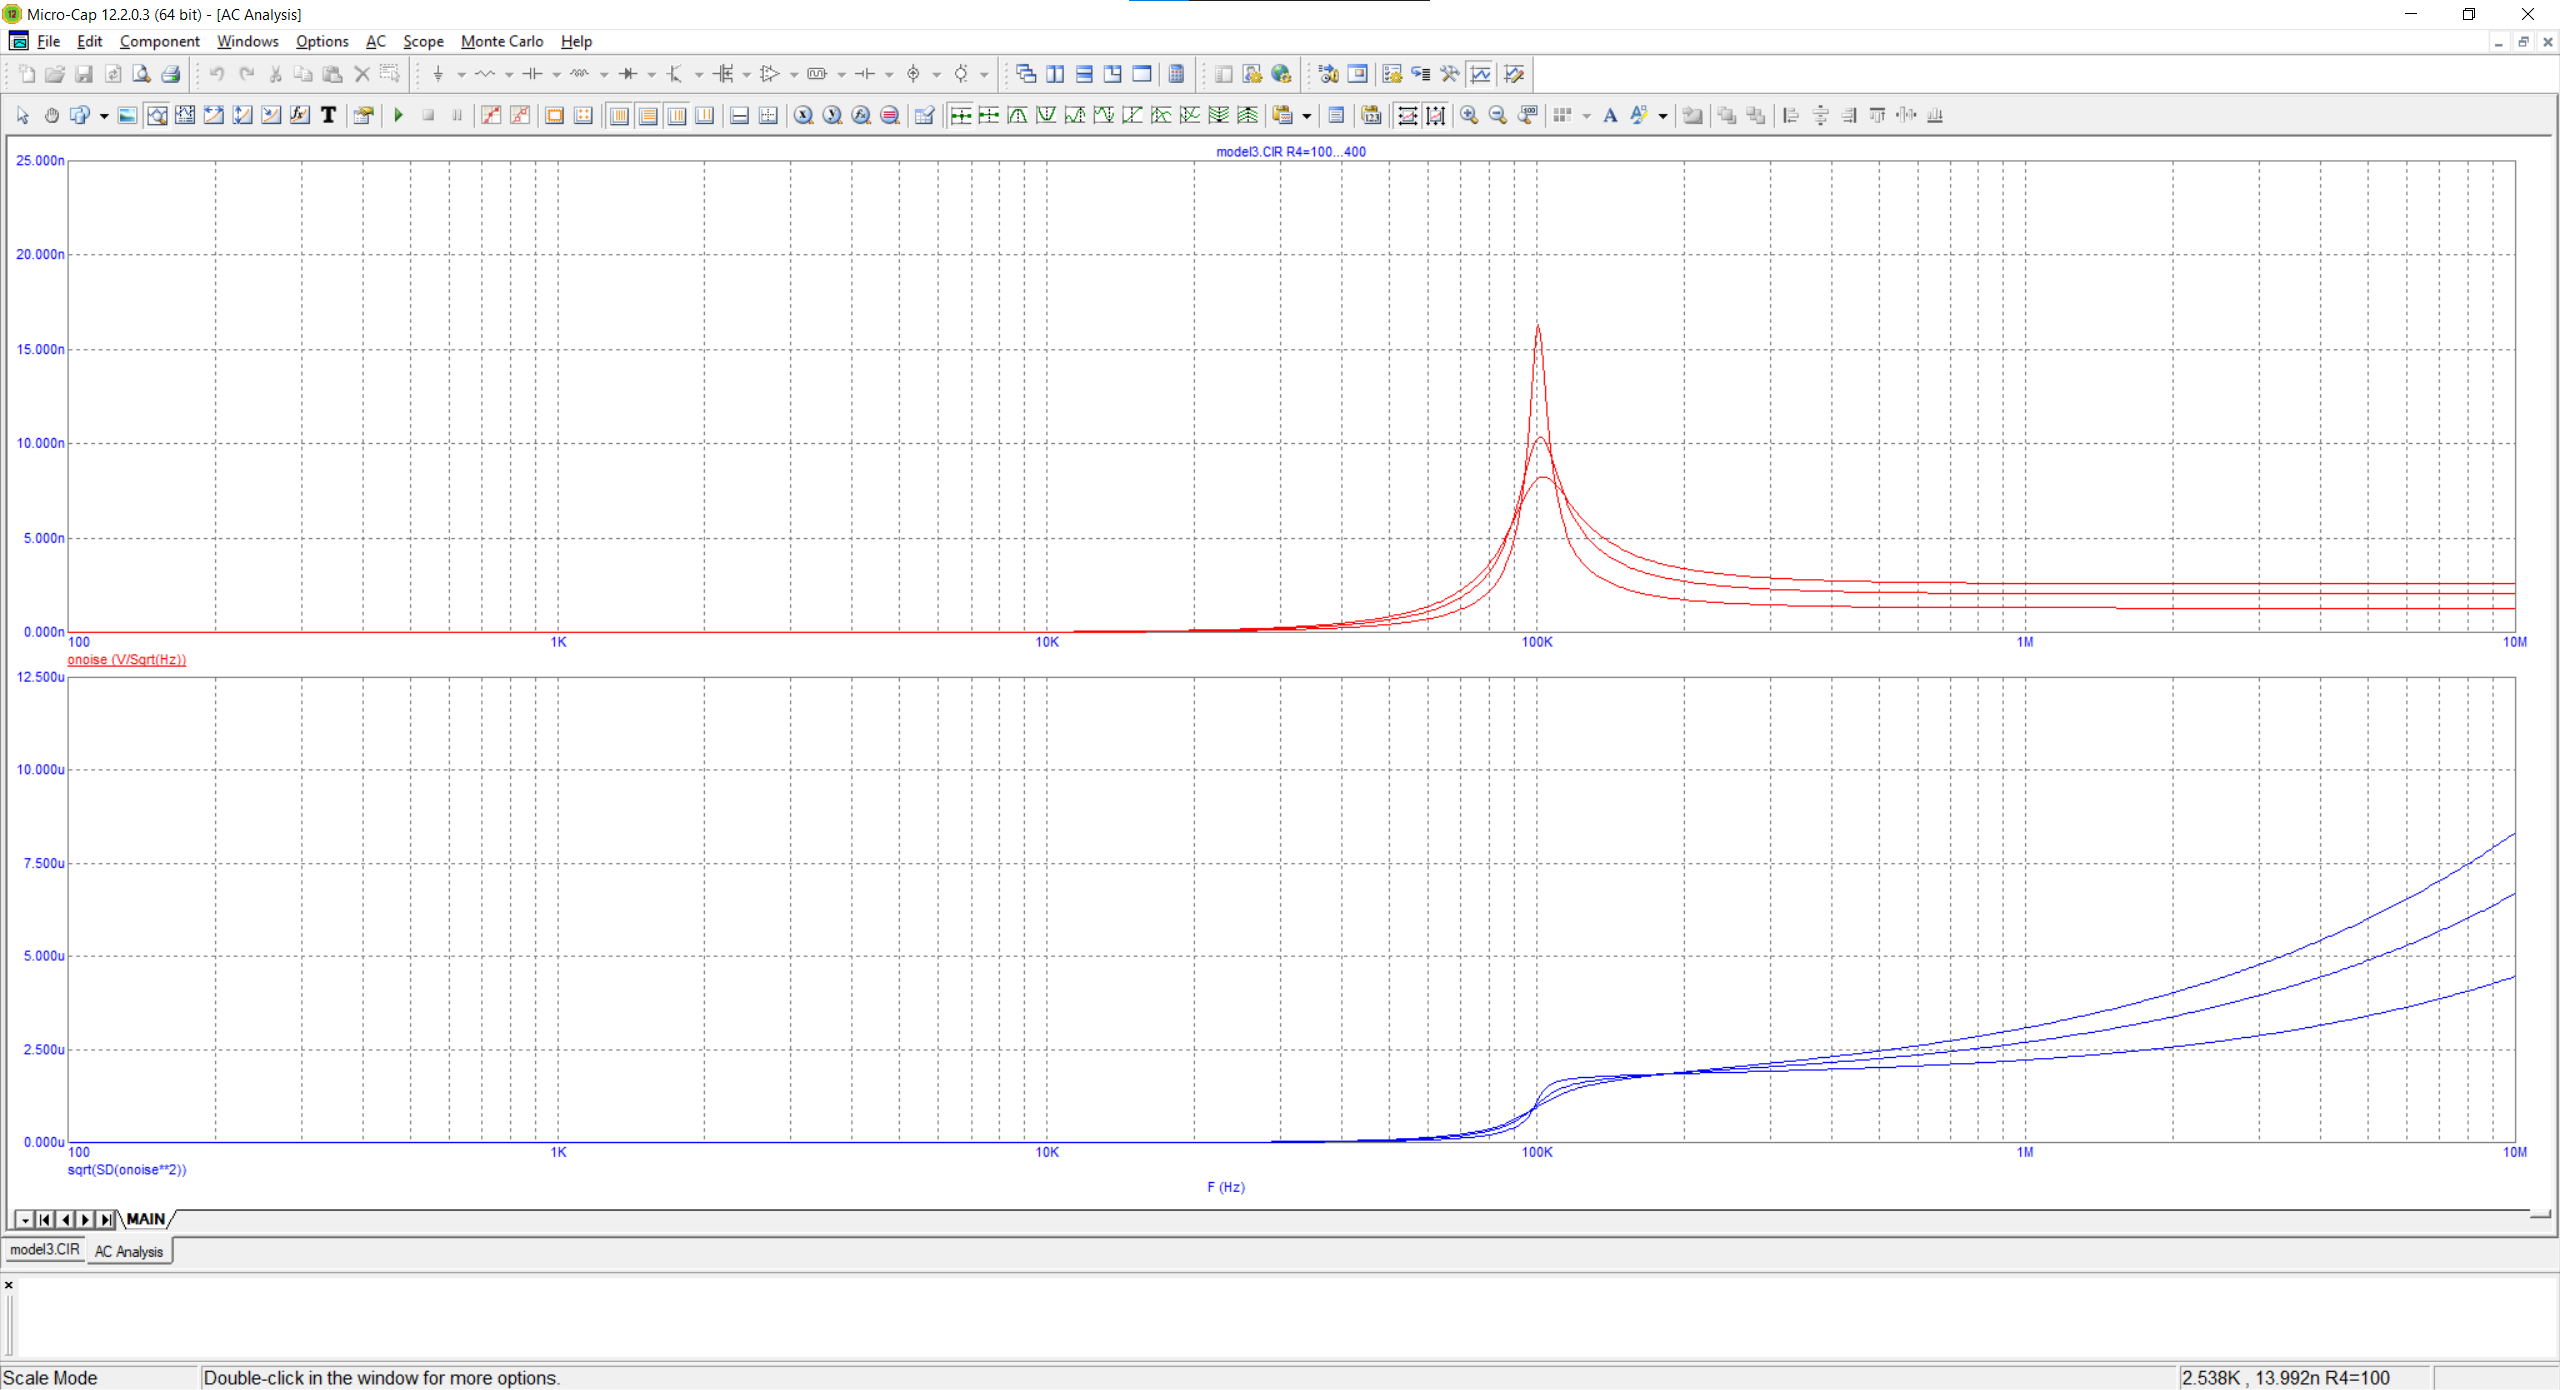 Micro-Cap 12.2.0.3 (64 bit) - [AC Analysis]
File Edit Component Windows Options AC Scope Monte Carlo Help
model3.CIR R4=100...400
25.000n
20.000n
15.000n
10.000n
5.000n
0.000n
100 1K 10K 100K 1M 10M
onoise (V/Sqrt(Hz))
12.500u
10.000u
7.500u
5.000u
2.500u
0.000u
100 1K 10K 100K 1M 10M
sqrt(SD(onoise**2))
F (Hz)
MAIN
model3.CIR AC Analysis
Scale Mode Double-click in the window for more options. 2.538K , 13.992n R4=100